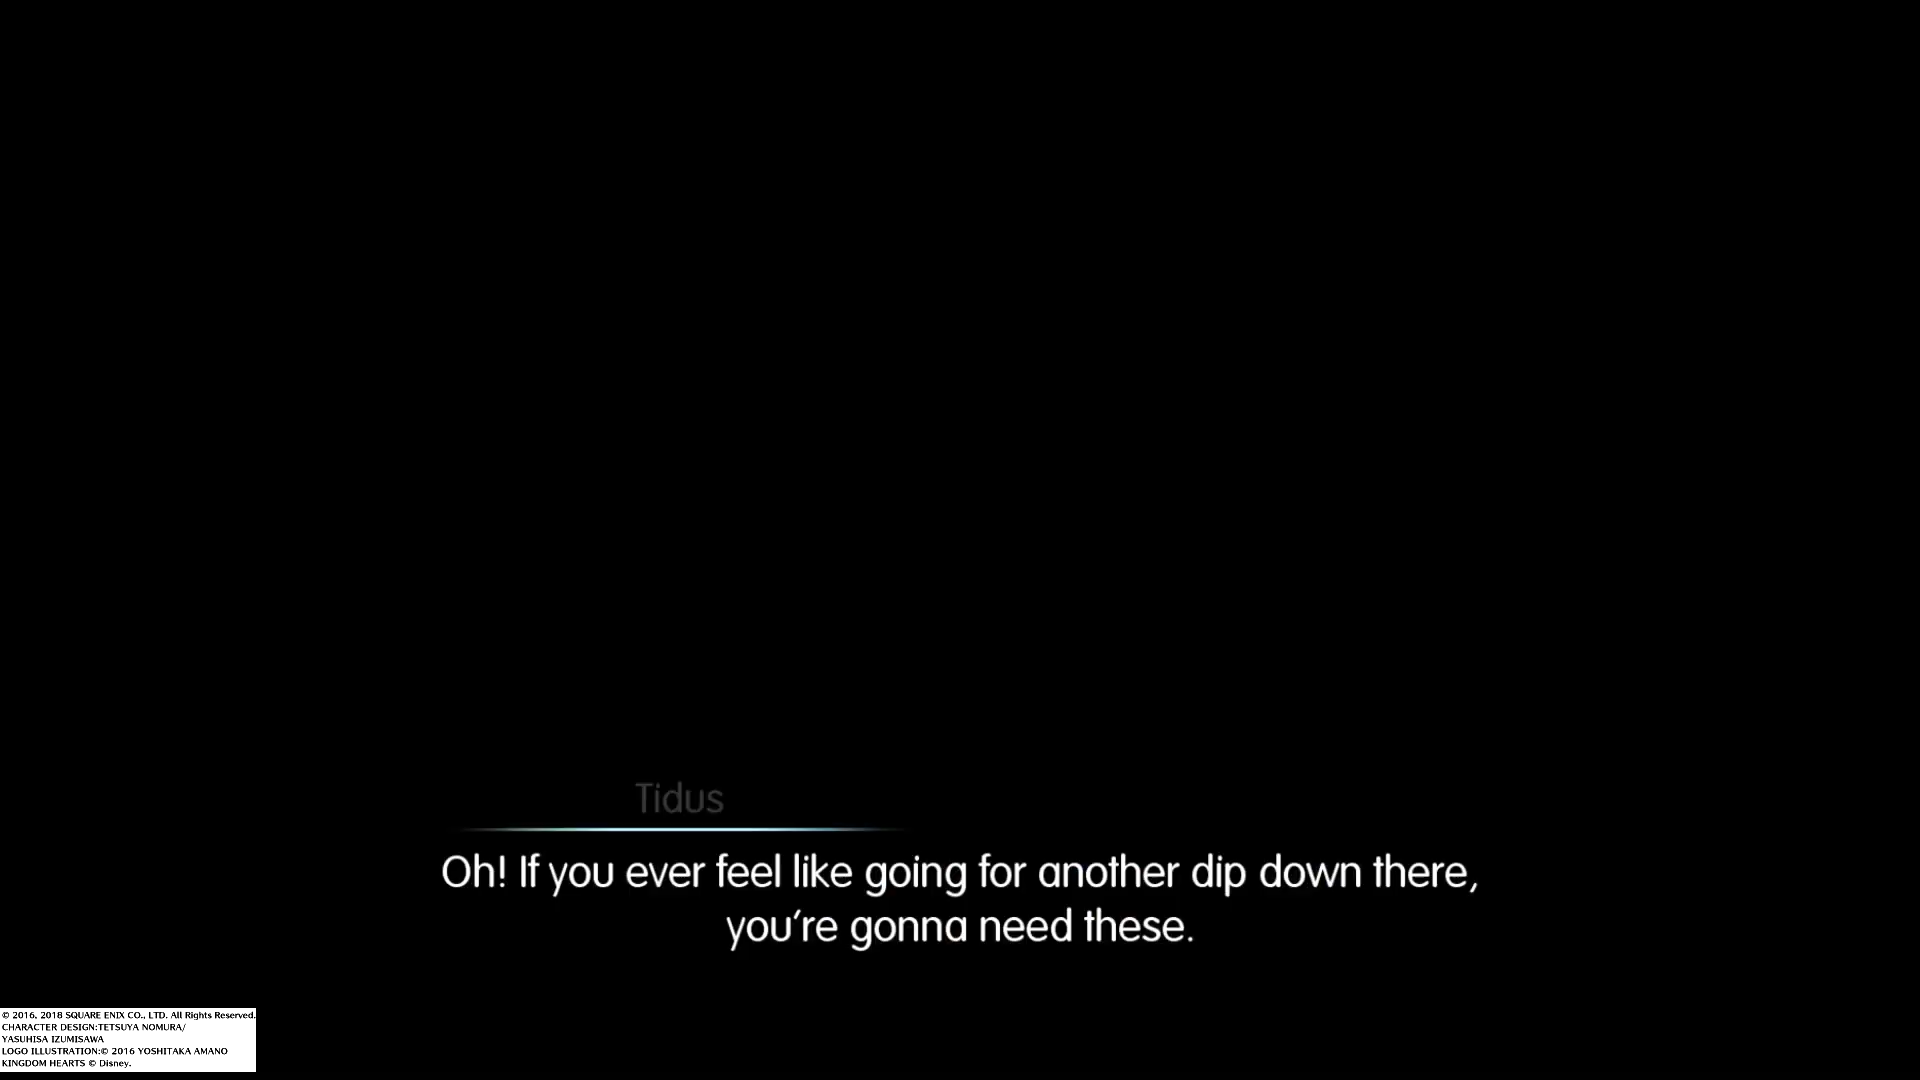 Tidus
Oh! If you ever feel like going for another dip down there,
you're gonna need these.
© 2016, 2018 SQUARE ENIX CO., LTD. All Rights Reserved.
CHARACTER DESIGN:TETSUYA NOMURA/
YASUHISA IZUMISAWA
LOGO ILLUSTRATION:© 2016 YOSHITAKA AMANO
KINGDOM HEARTS © Disney.